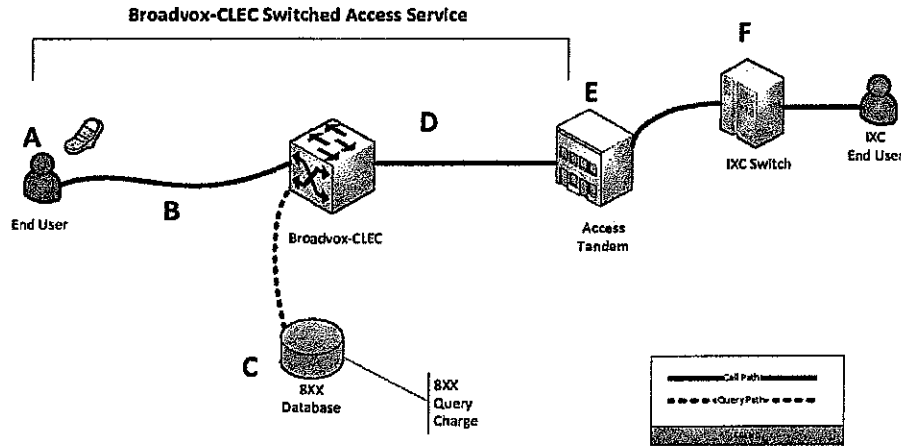 Broadvox-CLEC Switched Access Service
F
E
D
A
IXC Switch
IXC
End User
B
End User
Broadvox-CLEC
Access
Tandem
C
8XX
Database
8XX
Query
Charge
Call Path
Query Path